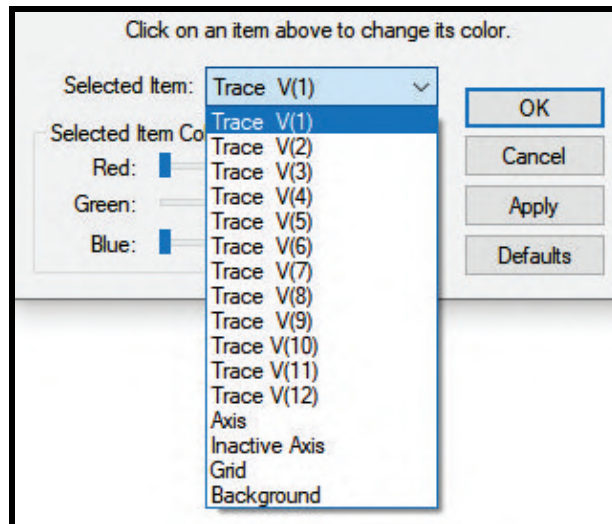 Click on an item above to change its color.
Selected Item: Trace V(1)
OK
Selected Item Co
Cancel
Red:
Green:
Apply
Blue:
Defaults
Trace V(1)
Trace V(2)
Trace V(3)
Trace V(4)
Trace V(5)
Trace V(6)
Trace V(7)
Trace V(8)
Trace V(9)
Trace V(10)
Trace V(11)
Trace V(12)
Axis
Inactive Axis
Grid
Background